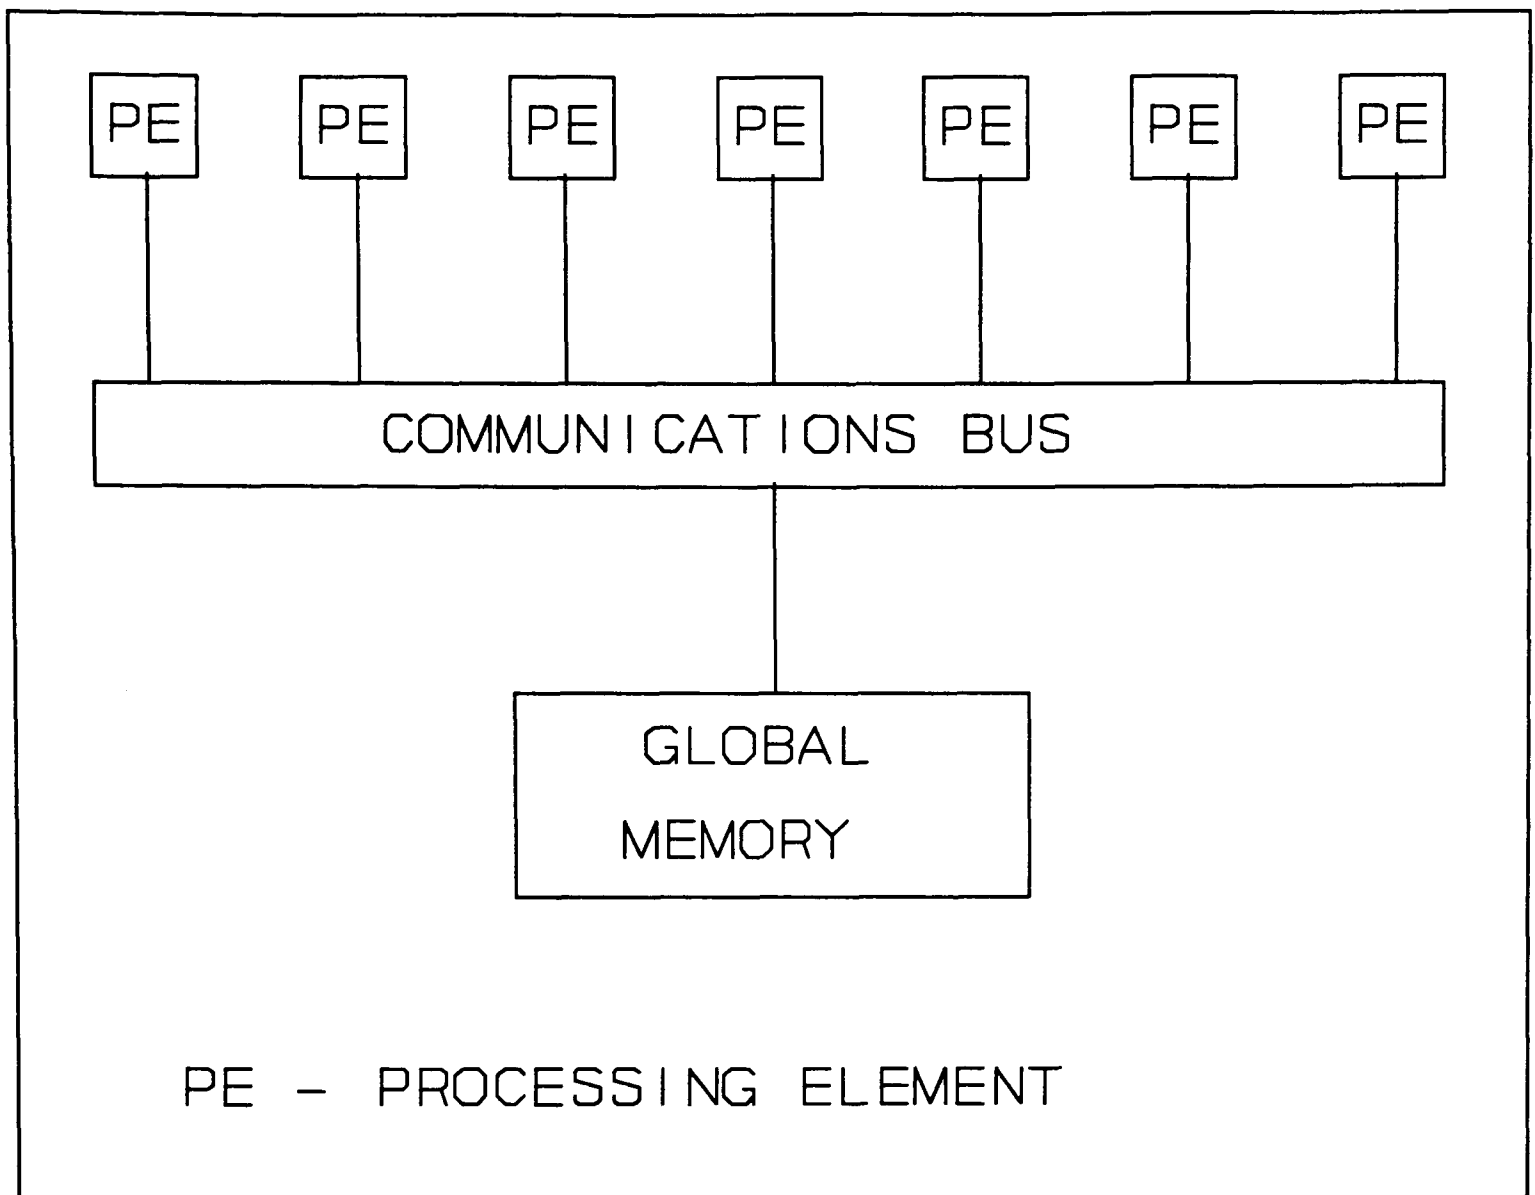 PE PE PE PE PE PE PE
COMMUNICATIONS BUS
GLOBAL
MEMORY
PE - PROCESSING ELEMENT